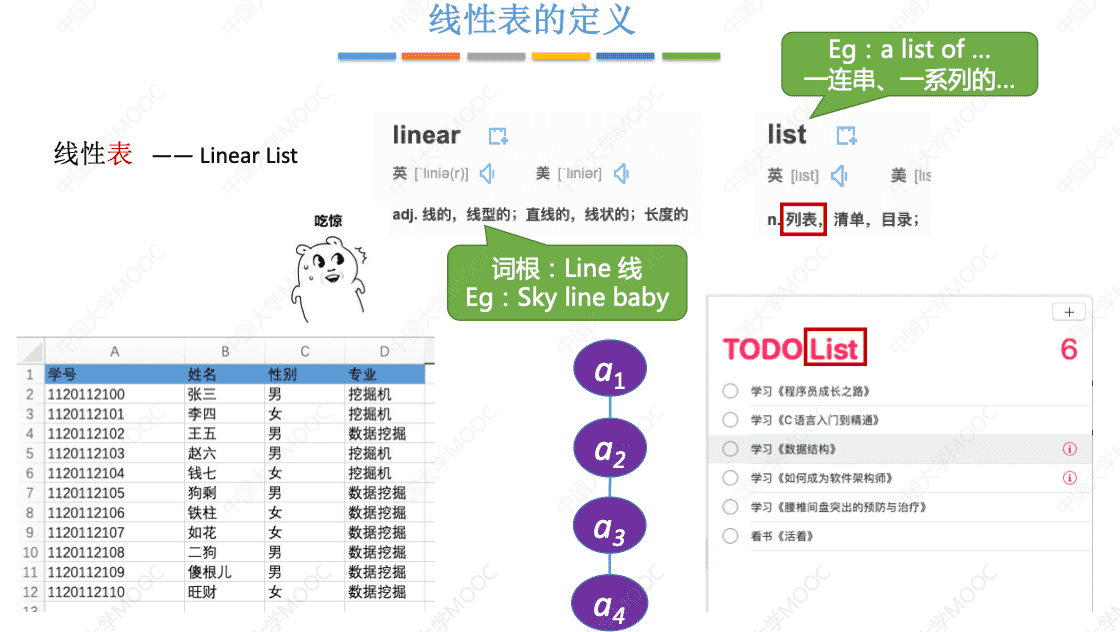 线性表的定义
Eg：a list of ...
一连串、一系列的...
线性表 —— Linear List
linear
英 [ˈlɪniə(r)] 美 [ˈlɪniər]
adj. 线的，线型的；直线的，线状的；长度的
list
英 [lɪst] 美 [lɪs
n. 列表，清单，目录；
词根：Line 线
Eg：Sky line baby
吃惊
A B C D
1 学号 姓名 性别 专业
2 1120112100 张三 男 挖掘机
3 1120112101 李四 女 挖掘机
4 1120112102 王五 男 数据挖掘
5 1120112103 赵六 男 挖掘机
6 1120112104 钱七 女 挖掘机
7 1120112105 狗剩 男 数据挖掘
8 1120112106 铁柱 女 数据挖掘
9 1120112107 如花 女 数据挖掘
10 1120112108 二狗 男 数据挖掘
11 1120112109 傻根儿 男 数据挖掘
12 1120112110 旺财 女 数据挖掘
13
a1
a2
a3
a4
+
TODO List 6
学习《程序员成长之路》
学习《C语言入门到精通》
学习《数据结构》
学习《如何成为软件架构师》
学习《腰椎间盘突出的预防与治疗》
看书《活着》
中国大学MOOC